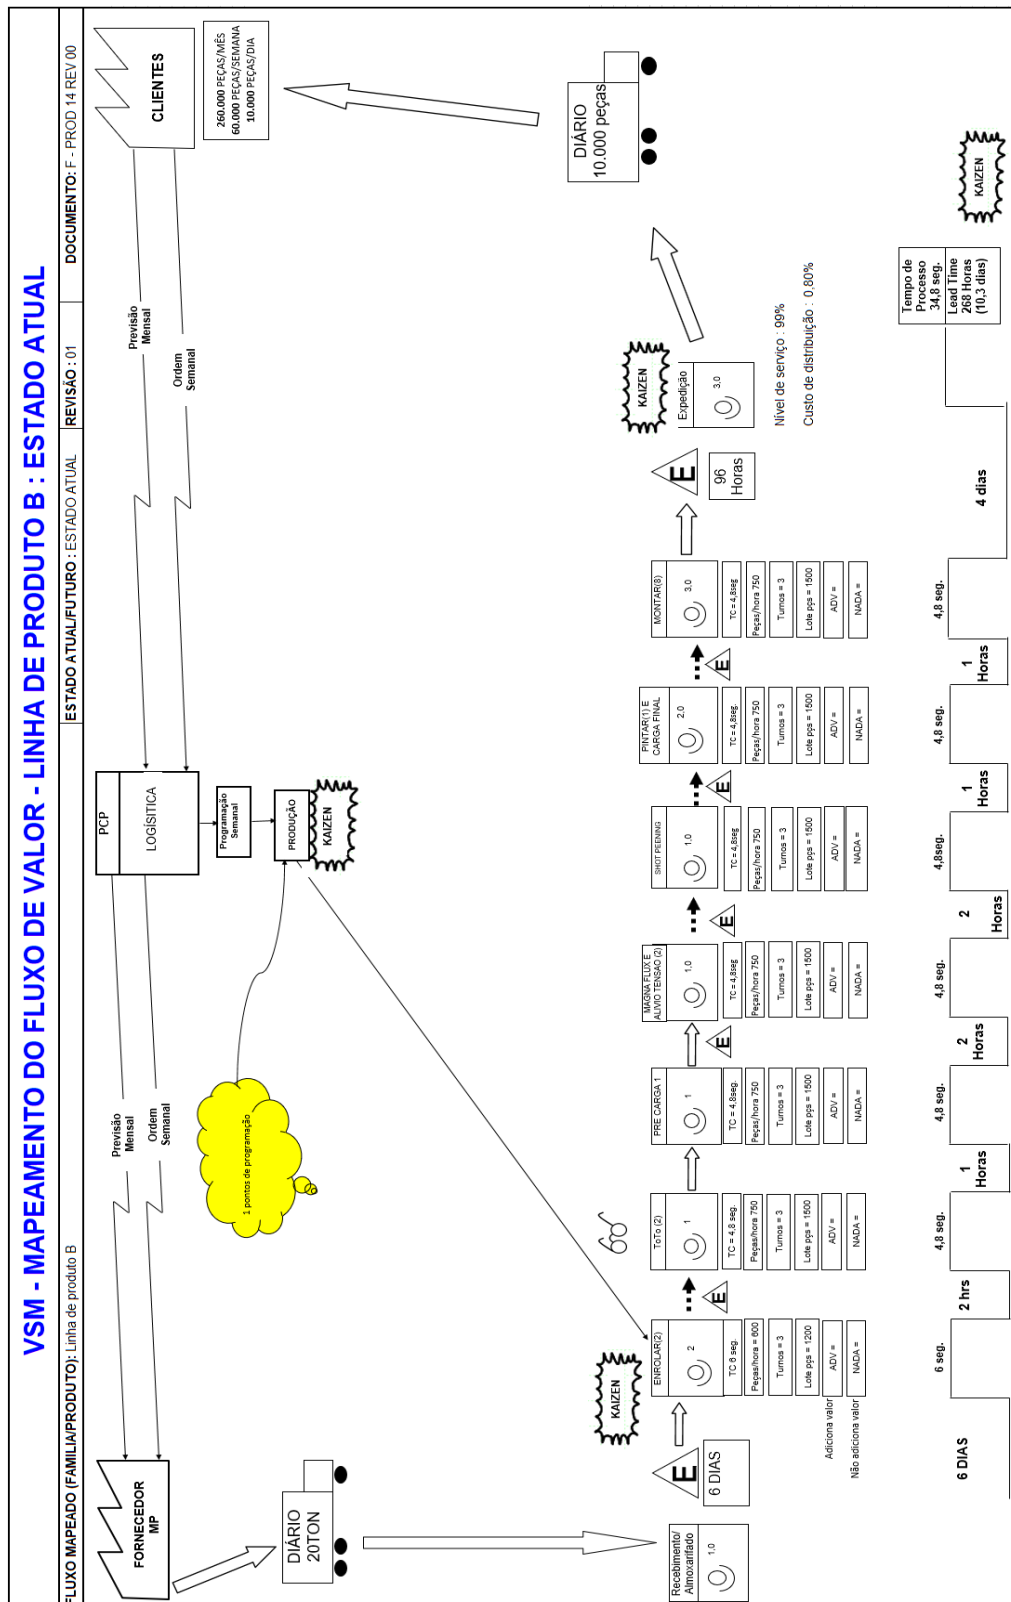 VSM - MAPEAMENTO DO FLUXO DE VALOR - LINHA DE PRODUTO B : ESTADO ATUAL
FLUXO MAPEADO (FAMILIA/PRODUTO): Linha de produto B
ESTADO ATUAL/FUTURO : ESTADO ATUAL
REVISÃO : 01
DOCUMENTO: F - PROD 14 REV 00
FORNECEDOR
MP
Previsão
Mensal
Ordem
Semanal
PCP
LOGÍSITICA
Programação
Semanal
PRODUÇÃO
KAIZEN
Previsão
Mensal
Ordem
Semanal
CLIENTES
260.000 PEÇAS/MÊS
60.000 PEÇAS/SEMANA
10.000 PEÇAS/DIA
1 pontos de programação
DIÁRIO
20TON
DIÁRIO
10.000 peças
Recebimento/
Almoxarifado
1,0
E
6 DIAS
KAIZEN
ENROLAR(2)
2
TC 6 seg.
Peças/hora = 600
Turnos = 3
Lote pçs = 1200
Adiciona valor
ADV =
Não adiciona valor
NADA =
E
ToTo (2)
1
TC = 4,8 seg.
Peças/hora 750
Turnos = 3
Lote pçs = 1500
ADV =
NADA =
PRE CARGA 1
1
TC = 4,8seg.
Peças/hora 750
Turnos = 3
Lote pçs = 1500
ADV =
NADA =
E
MAGNA FLUX E
ALIVIO TENSAO (2)
1,0
TC = 4,8seg
Peças/hora 750
Turnos = 3
Lote pçs = 1500
ADV =
NADA =
E
SHOT PEENING
1,0
TC = 4,8seg
Peças/hora 750
Turnos = 3
Lote pçs = 1500
ADV =
NADA =
E
PINTAR(1) E
CARGA FINAL
2,0
TC = 4,8seg.
Peças/hora 750
Turnos = 3
Lote pçs = 1500
ADV =
NADA =
E
MONTAR(8)
3,0
TC = 4,8seg
Peças/hora 750
Turnos = 3
Lote pçs = 1500
ADV =
NADA =
E
96
Horas
KAIZEN
Expedição
3,0
Nível de serviço : 99%
Custo de distribuição : 0,80%
6 DIAS
6 seg.
2 hrs
4,8 seg.
1
Horas
4,8 seg.
2
Horas
4,8 seg.
2
Horas
4,8seg.
1
Horas
4,8 seg.
1
Horas
4,8 seg.
4 dias
Tempo de
Processo
34,8 seg.
Lead Time
268 Horas
(10,3 dias)
KAIZEN